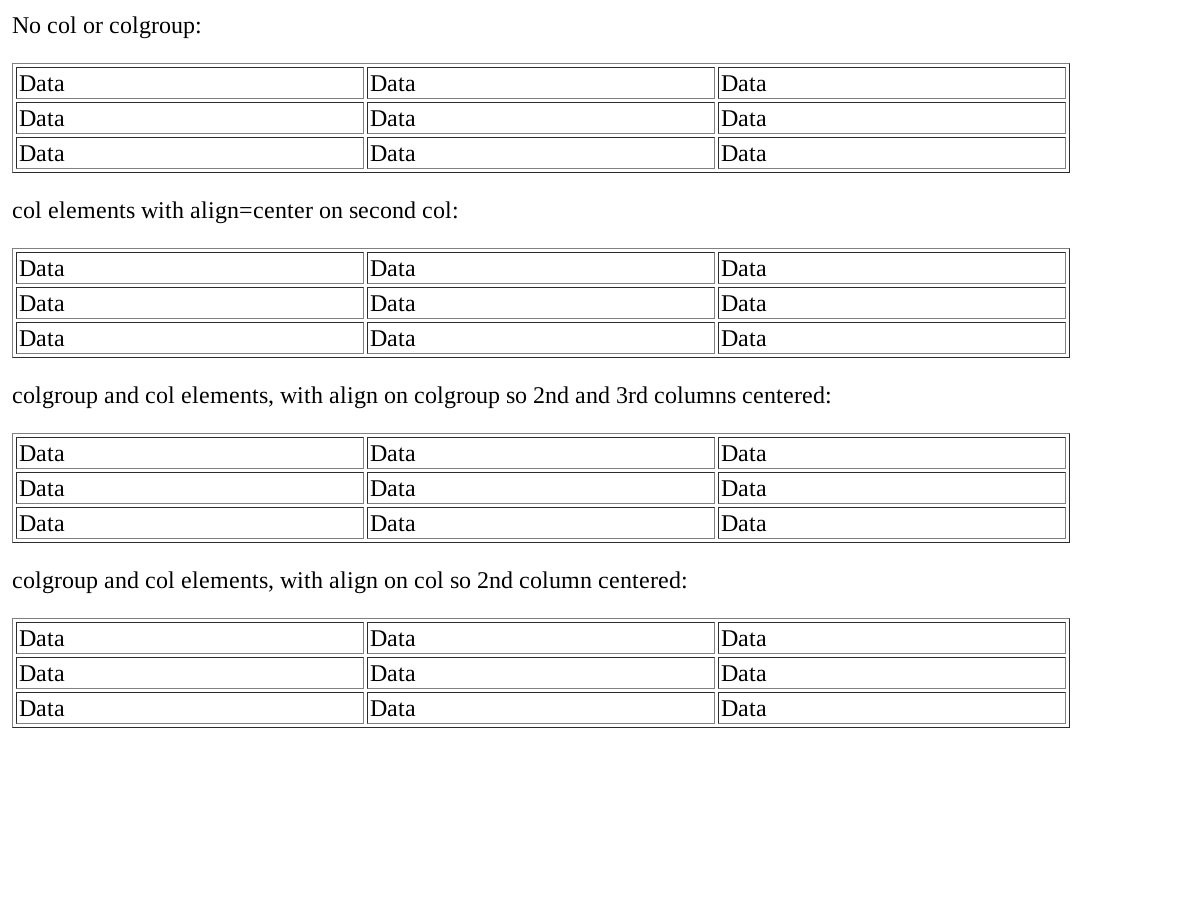 No col or colgroup:
Data Data Data
Data Data Data
Data Data Data
col elements with align=center on second col:
Data Data Data
Data Data Data
Data Data Data
colgroup and col elements, with align on colgroup so 2nd and 3rd columns centered:
Data Data Data
Data Data Data
Data Data Data
colgroup and col elements, with align on col so 2nd column centered:
Data Data Data
Data Data Data
Data Data Data